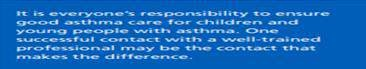 It is everyone's responsibility to ensure
good asthma care for children and
young people with asthma. One
successful contact with a well-trained
professional may be the contact that
makes the difference.